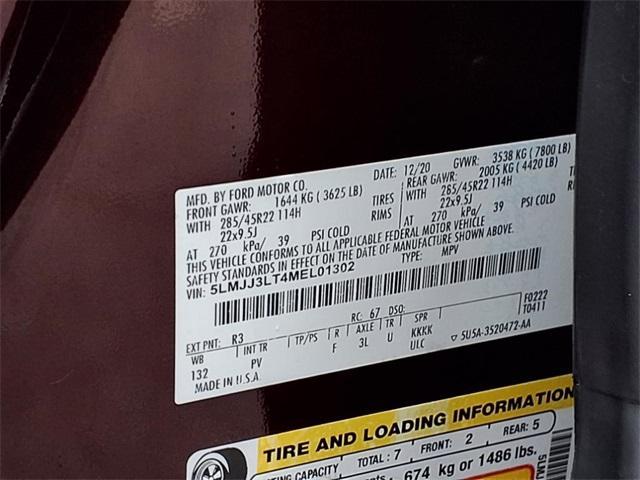 MFD. BY FORD MOTOR CO. DATE: 12/20 GVWR: 3538 KG (7800 LB)
FRONT GAWR: 1644 KG (3625 LB) REAR GAWR: 2005 KG (4420 LB)
WITH 285/45R22 114H TIRES WITH 285/45R22 114H
22x9.5J RIMS 22x9.5J
AT 270 kPa/ 39 PSI COLD AT 270 kPa/ 39 PSI COLD
THIS VEHICLE CONFORMS TO ALL APPLICABLE FEDERAL MOTOR VEHICLE
SAFETY STANDARDS IN EFFECT ON THE DATE OF MANUFACTURE SHOWN ABOVE.
VIN: 5LMJJ3LT4MEL01302 TYPE: MPV
F0222
EXT PNT: R3 RC: 67 DSO: T0411
WB INT TR TP/PS R AXLE TR SPR
132 PV F 3L U KKKK
MADE IN U.S.A. ULC 5U5A-3520472-AA
TIRE AND LOADING INFORMATION
SEATING CAPACITY TOTAL: 7 FRONT: 2 REAR: 5
674 kg or 1486 lbs.
5LMJ